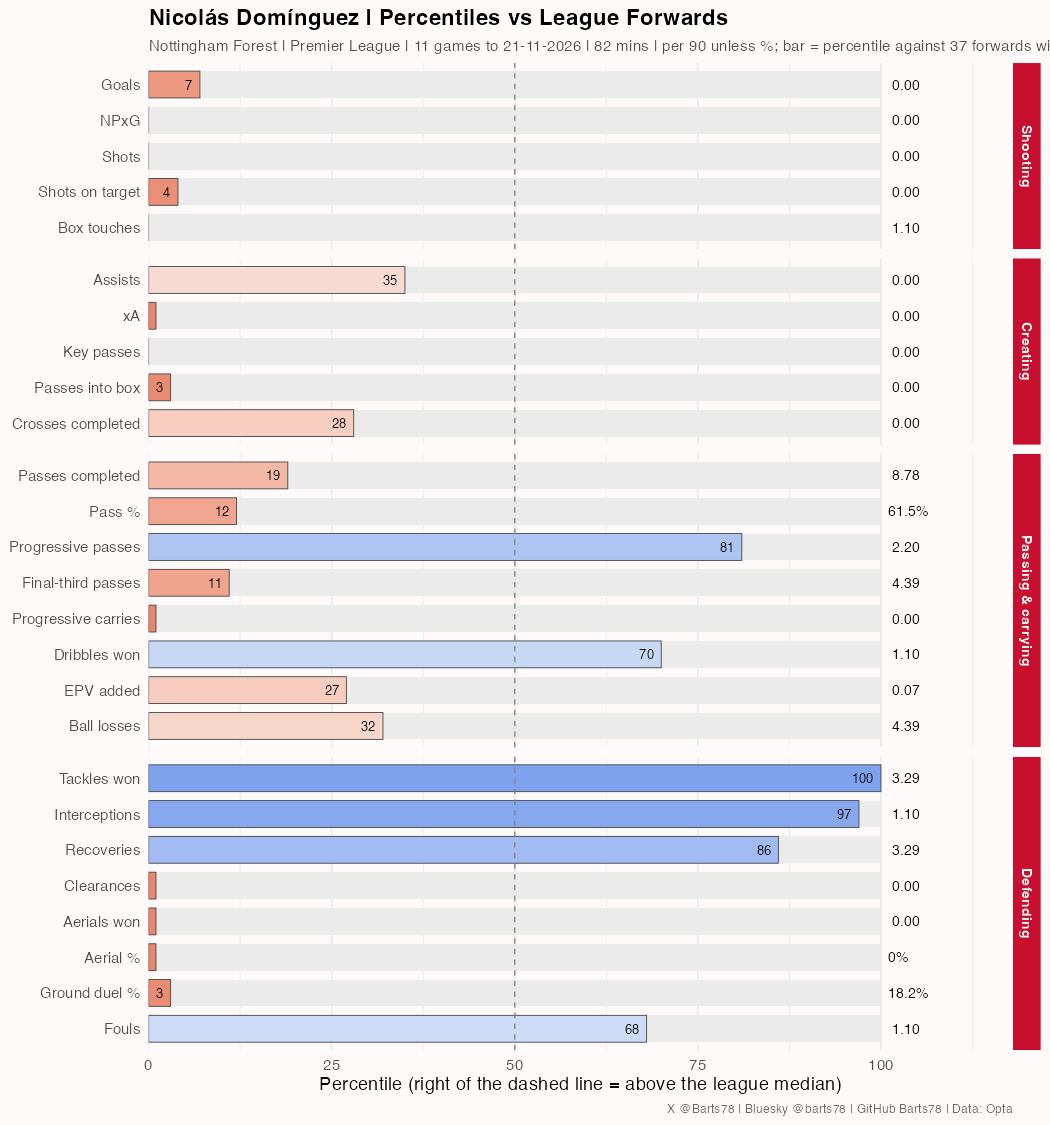 Nicolás Domínguez | Percentiles vs League Forwards
Nottingham Forest | Premier League | 11 games to 21-11-2026 | 82 mins | per 90 unless %; bar = percentile against 37 forwards wi
Goals 7 0.00
NPxG 0.00
Shots 0.00
Shots on target 4 0.00
Box touches 1.10
Shooting
Assists 35 0.00
xA 0.00
Key passes 0.00
Passes into box 3 0.00
Crosses completed 28 0.00
Creating
Passes completed 19 8.78
Pass % 12 61.5%
Progressive passes 81 2.20
Final-third passes 11 4.39
Progressive carries 0.00
Dribbles won 70 1.10
EPV added 27 0.07
Ball losses 32 4.39
Passing & carrying
Tackles won 100 3.29
Interceptions 97 1.10
Recoveries 86 3.29
Clearances 0.00
Aerials won 0.00
Aerial % 0%
Ground duel % 3 18.2%
Fouls 68 1.10
Defending
0 25 50 75 100
Percentile (right of the dashed line = above the league median)
X @Barts78 | Bluesky @barts78 | GitHub Barts78 | Data: Opta